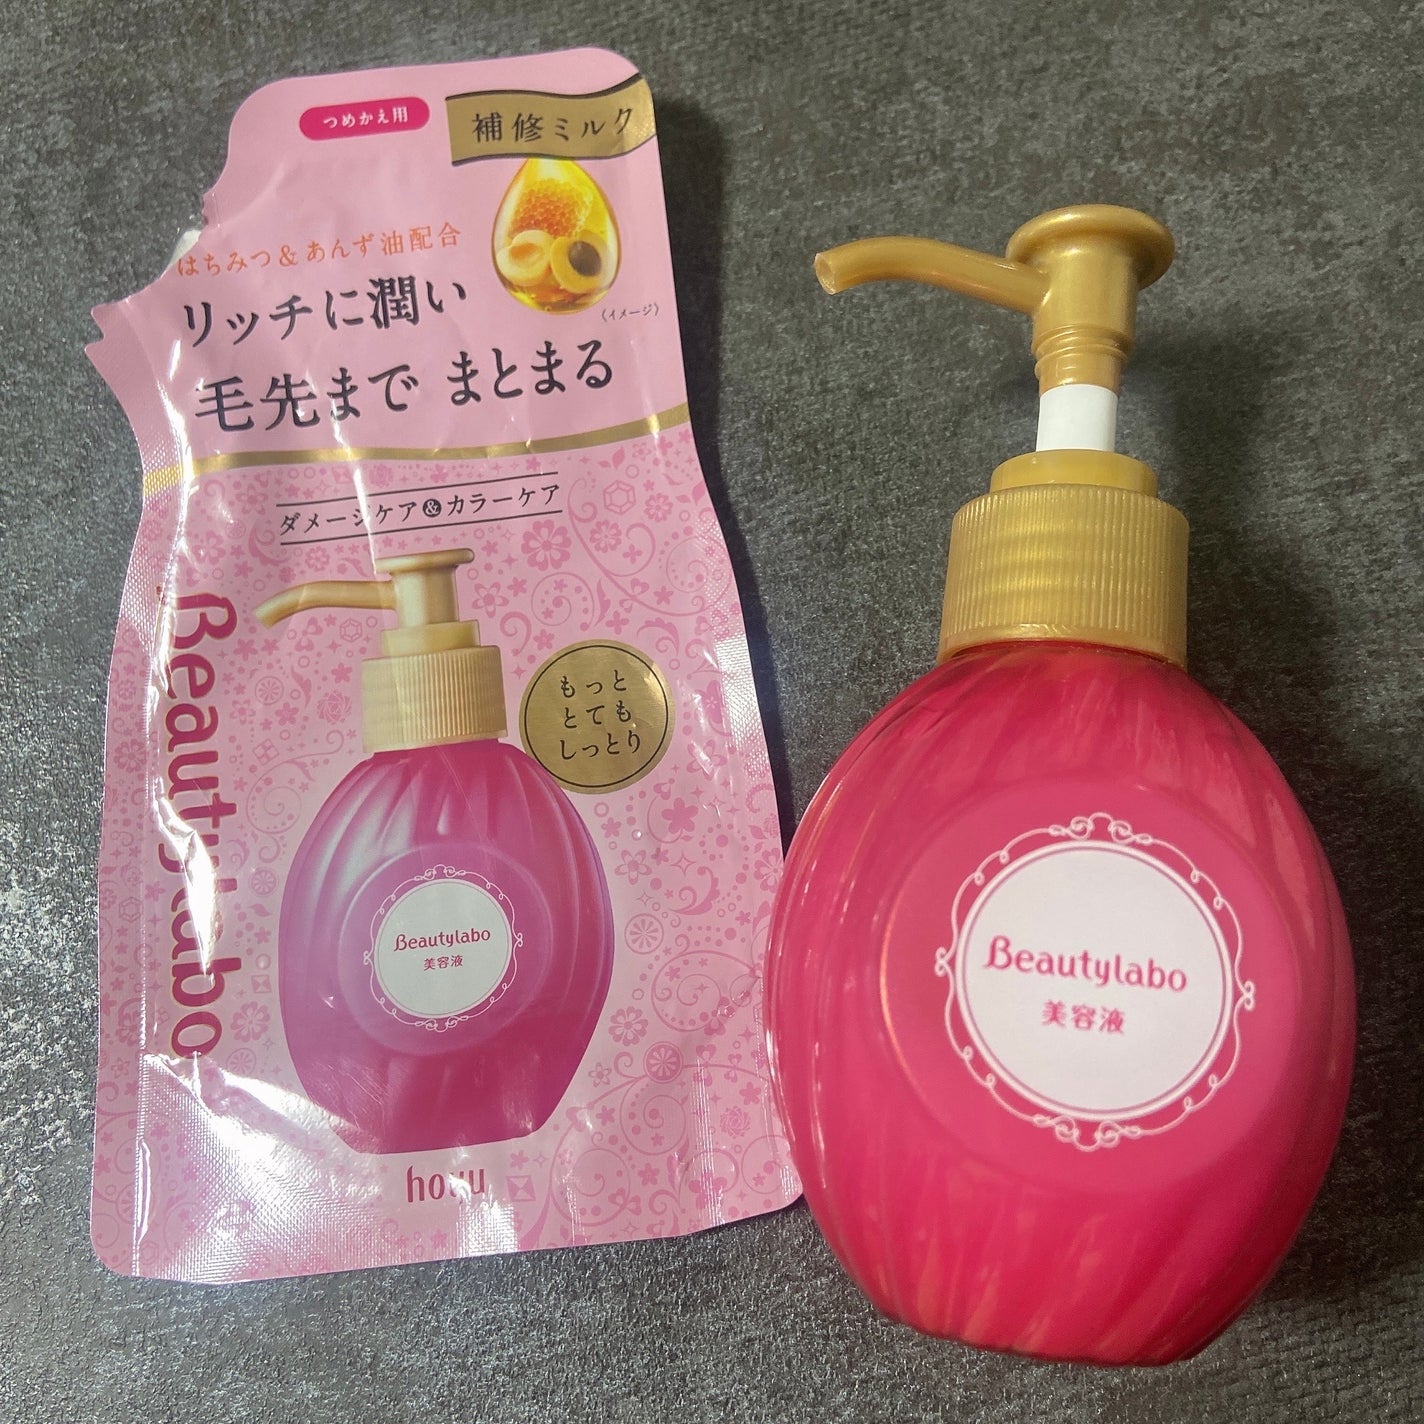 つめかえ用
補修ミルク
はちみつ&あんず油配合
〈イメージ〉
リッチに潤い
毛先まで まとまる
ダメージケア&カラーケア
Beautylabo
もっと
とても
しっとり
Beautylabo
美容液
hoyu
Beautylabo
美容液